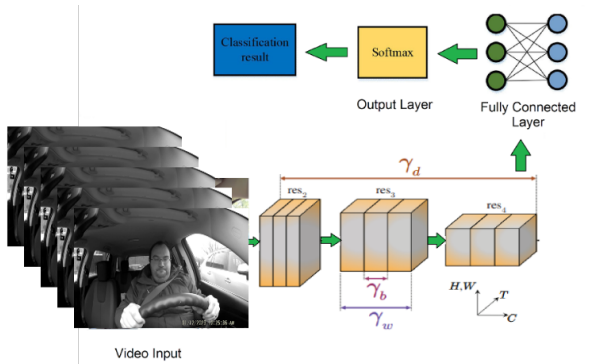 Classification
result
Softmax
Output Layer
Fully Connected
Layer
γd
res2
res3
res4
γb
γw
H,W
T
C
Video Input